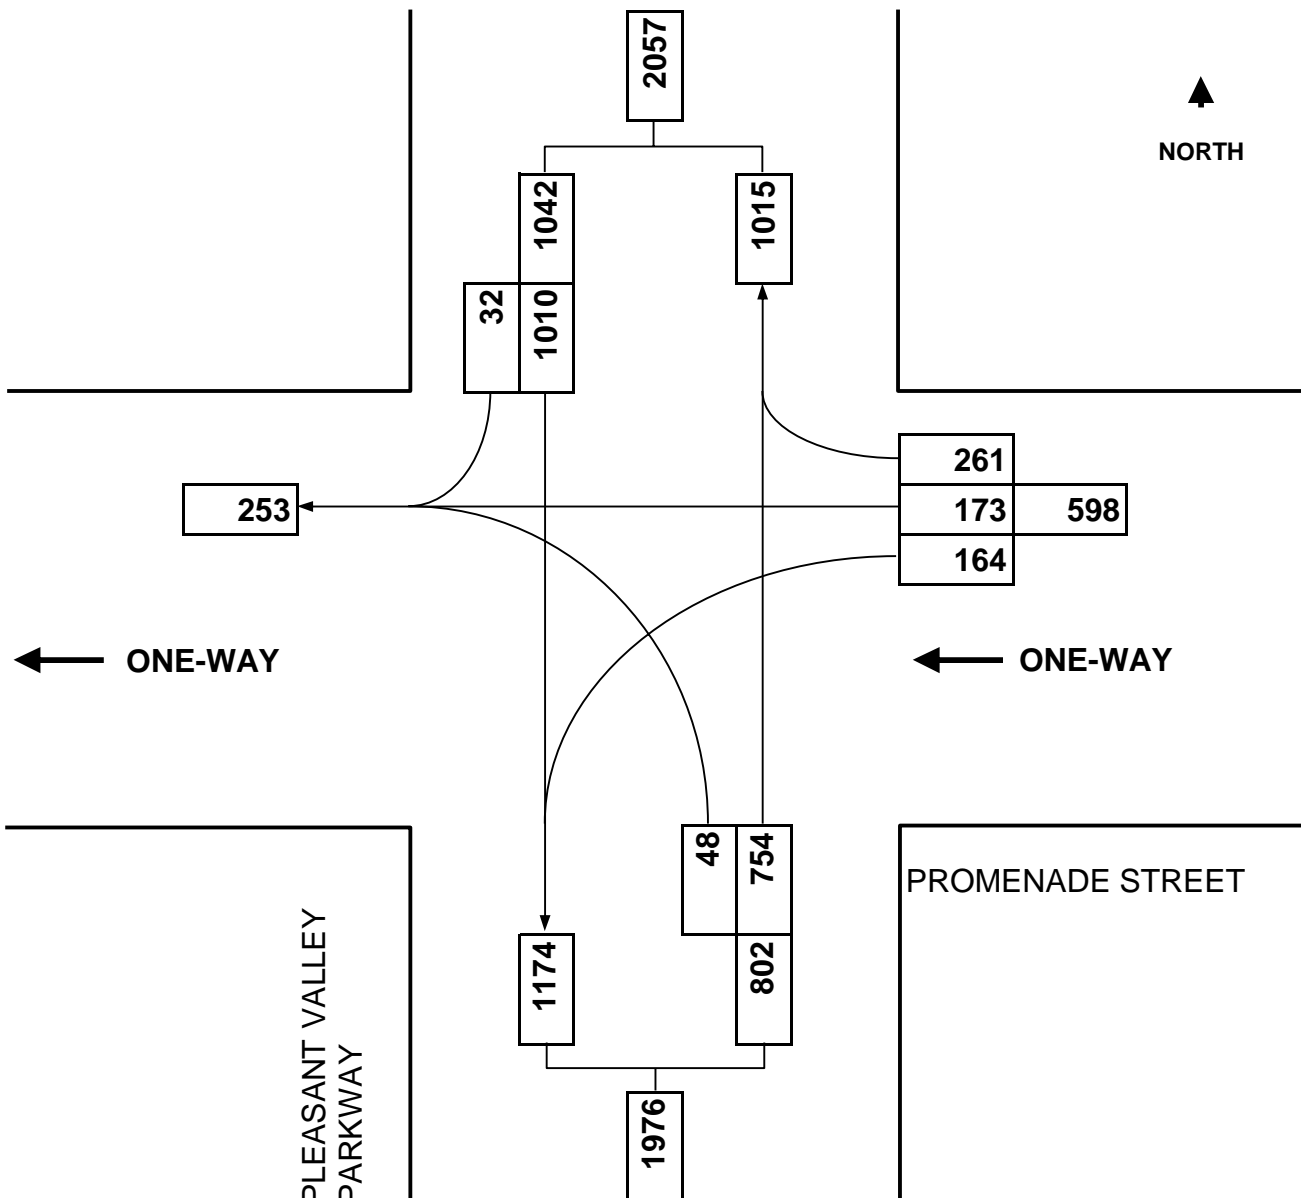 2057
NORTH
1042
1015
32
1010
261
253
173
598
164
ONE-WAY
ONE-WAY
48
754
PROMENADE STREET
1174
802
PLEASANT VALLEY
PARKWAY
1976